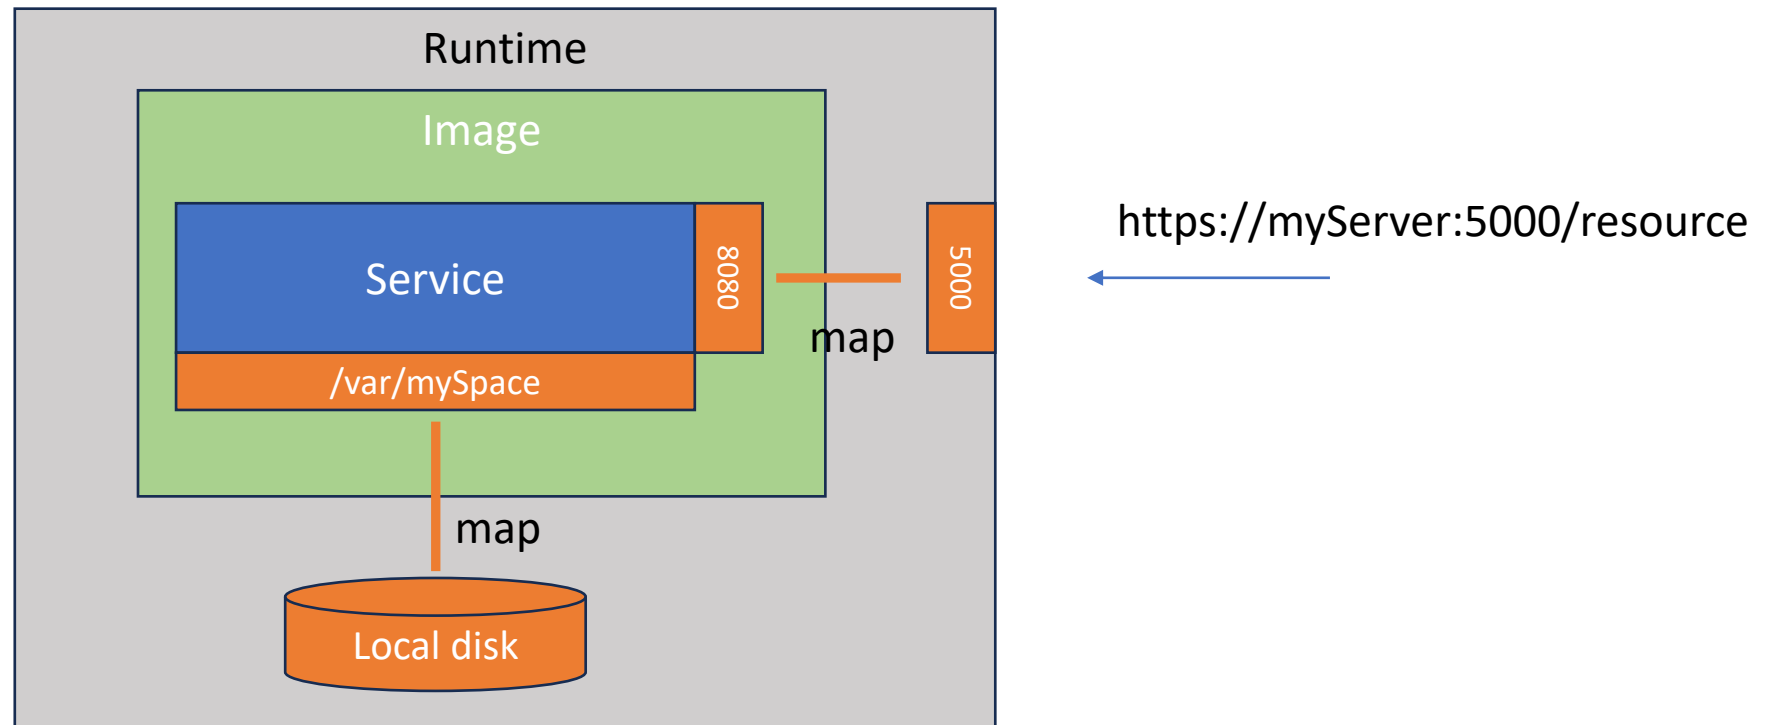 Runtime
Image
https://myServer:5000/resource
Service
8080
5000
map
/var/mySpace
map
Local disk